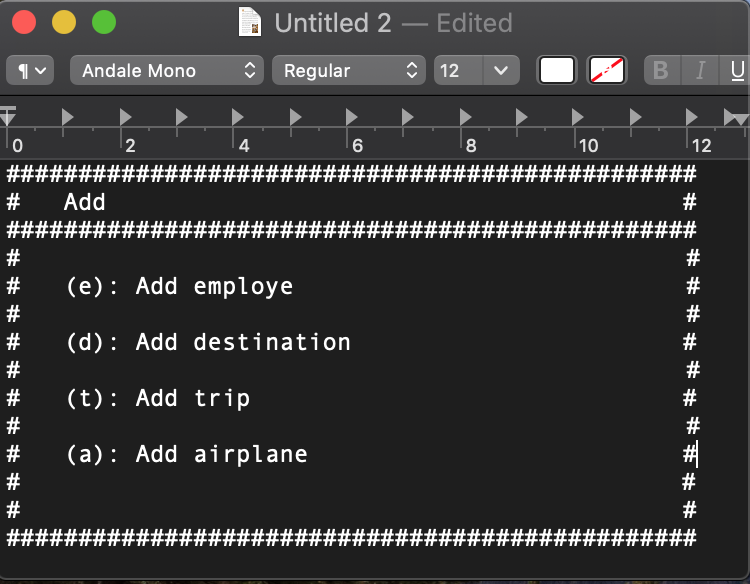 Untitled 2 — Edited
¶ Andale Mono Regular 12 B I U
0 2 4 6 8 10 12
################################################
#   Add                                        #
################################################
#                                              #
#   (e): Add employe                           #
#                                              #
#   (d): Add destination                       #
#                                              #
#   (t): Add trip                              #
#                                              #
#   (a): Add airplane                          #
#                                              #
#                                              #
################################################